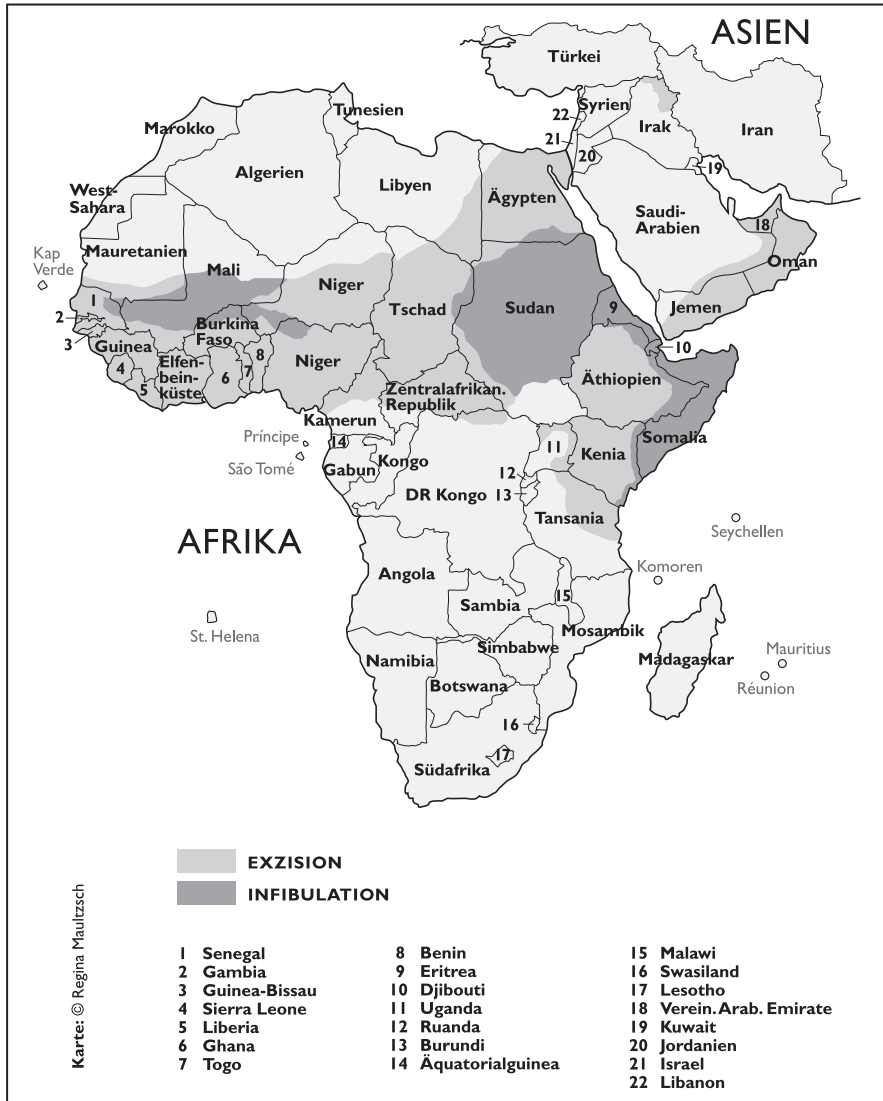 ASIEN
Türkei
Tunesien
Syrien
22
Marokko
Irak
Iran
21
20
19
Algerien
Libyen
Ägypten
West-
Sahara
Saudi-
Arabien
18
Mauretanien
Oman
Kap
Verde
Mali
Niger
Tschad
Sudan
Jemen
1
9
2
Burkina
Faso
10
3
Guinea
Elfen-
bein-
küste
8
Niger
4
5
6
7
Äthiopien
Zentralafrikan.
Republik
Kamerun
Somalia
Príncipe
14
11
Kenia
São Tomé
Gabun
Kongo
12
DR Kongo
13
Tansania
Seychellen
AFRIKA
Komoren
Angola
Sambia
15
St. Helena
Mosambik
Simbabwe
Namibia
Madagaskar
Mauritius
Botswana
Réunion
16
17
Südafrika
EXZISION
INFIBULATION
Karte: © Regina Maultzsch
1 Senegal
2 Gambia
3 Guinea-Bissau
4 Sierra Leone
5 Liberia
6 Ghana
7 Togo
8 Benin
9 Eritrea
10 Djibouti
11 Uganda
12 Ruanda
13 Burundi
14 Äquatorialguinea
15 Malawi
16 Swasiland
17 Lesotho
18 Verein. Arab. Emirate
19 Kuwait
20 Jordanien
21 Israel
22 Libanon